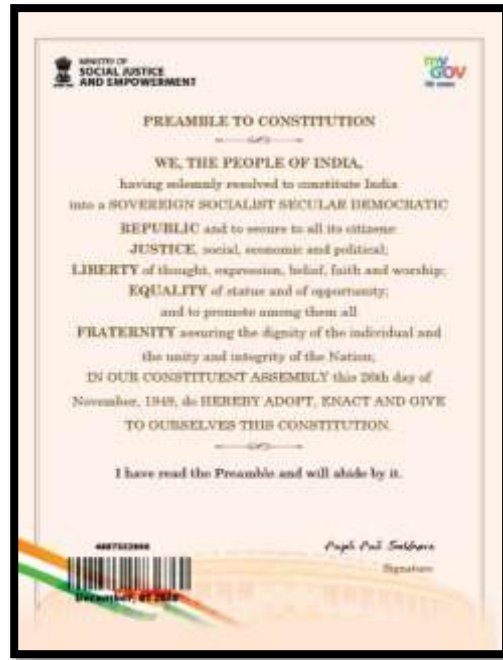 MINISTRY OF
SOCIAL JUSTICE
AND EMPOWERMENT
my
GOV
PREAMBLE TO CONSTITUTION
WE, THE PEOPLE OF INDIA,
having solemnly resolved to constitute India
into a SOVEREIGN SOCIALIST SECULAR DEMOCRATIC
REPUBLIC and to secure to all its citizens:
JUSTICE, social, economic and political;
LIBERTY of thought, expression, belief, faith and worship;
EQUALITY of status and of opportunity;
and to promote among them all
FRATERNITY assuring the dignity of the individual and
the unity and integrity of the Nation;
IN OUR CONSTITUENT ASSEMBLY this 26th day of
November, 1949, do HEREBY ADOPT, ENACT AND GIVE
TO OURSELVES THIS CONSTITUTION.
I have read the Preamble and will abide by it.
Signature
December,